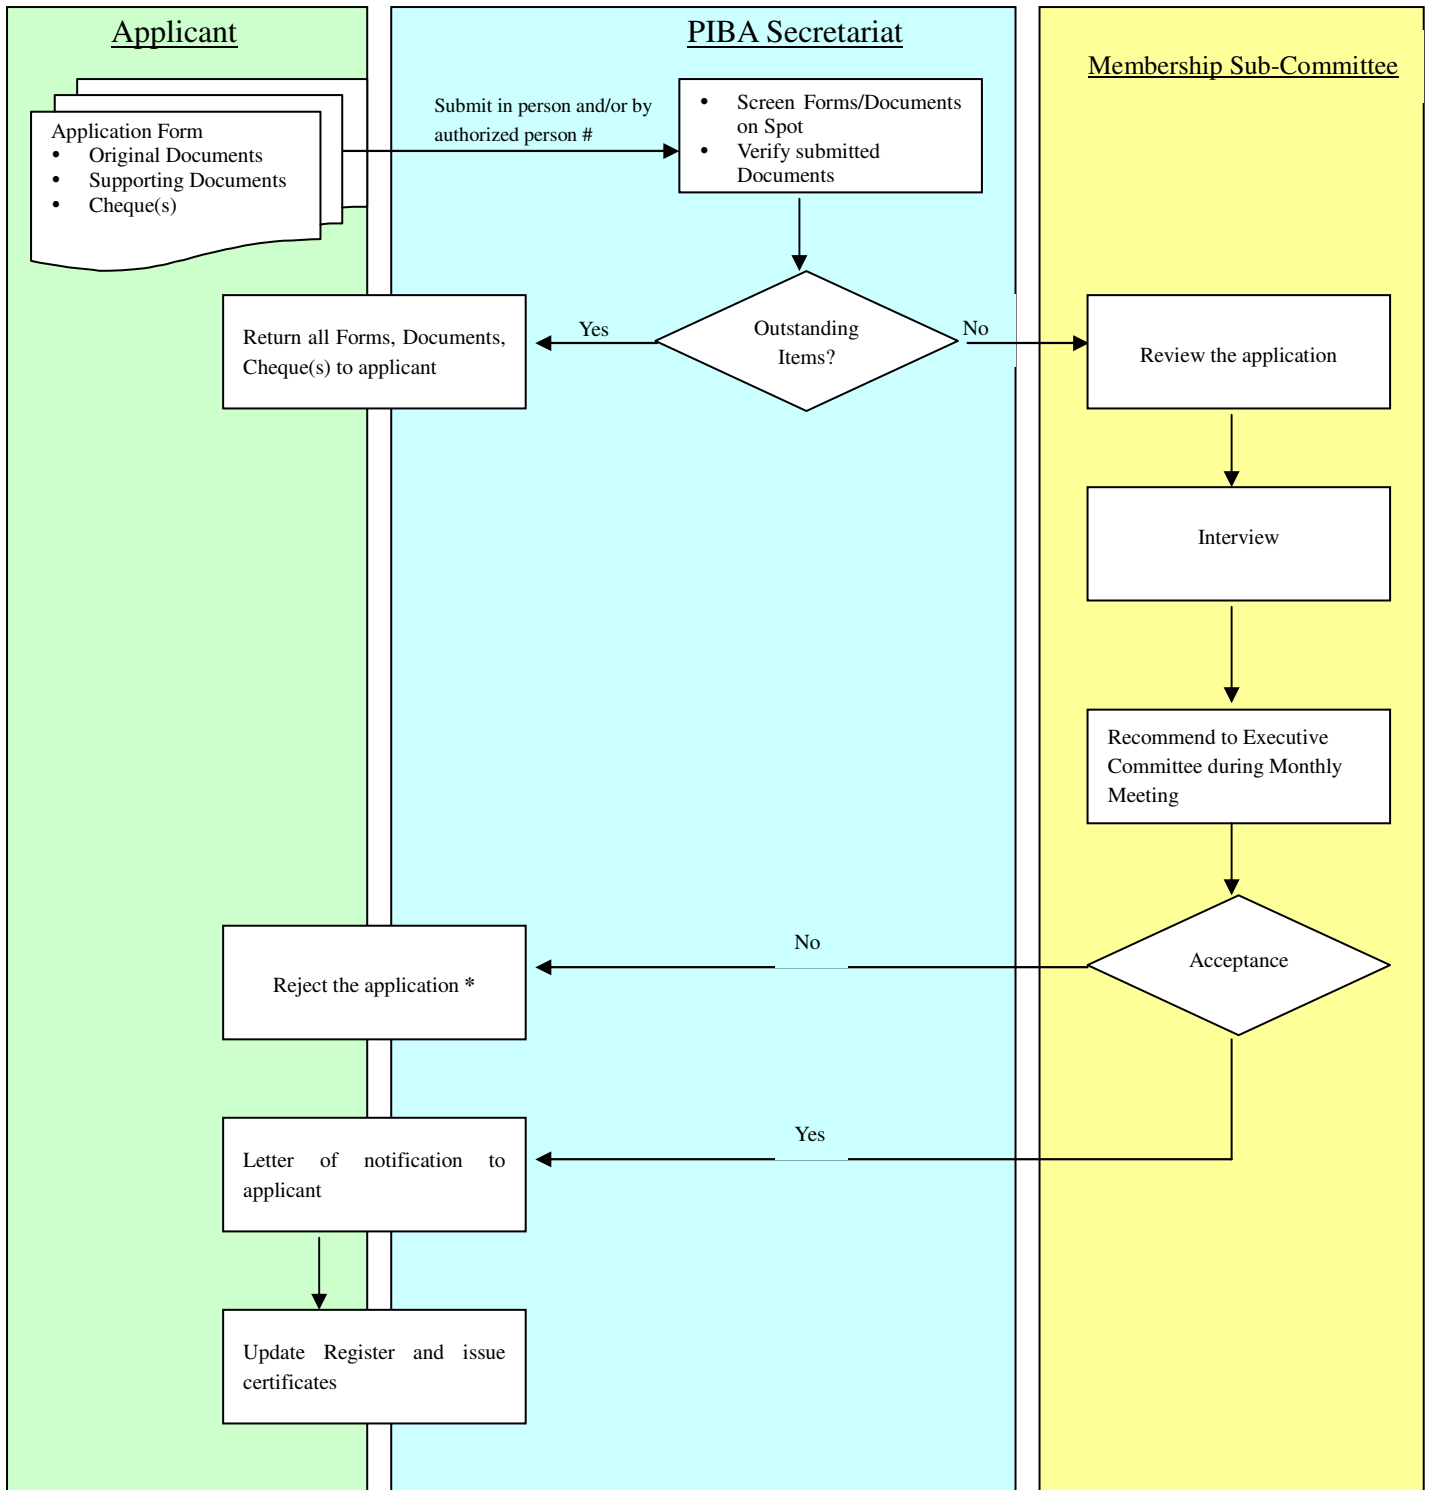 Applicant
PIBA Secretariat
Membership Sub-Committee
Application Form
• Original Documents
• Supporting Documents
• Cheque(s)
Submit in person and/or by
authorized person #
• Screen Forms/Documents
on Spot
• Verify submitted
Documents
Return all Forms, Documents,
Cheque(s) to applicant
Yes
Outstanding
Items?
No
Review the application
Interview
Recommend to Executive
Committee during Monthly
Meeting
Acceptance
No
Reject the application *
Yes
Letter of notification to
applicant
Update Register and issue
certificates